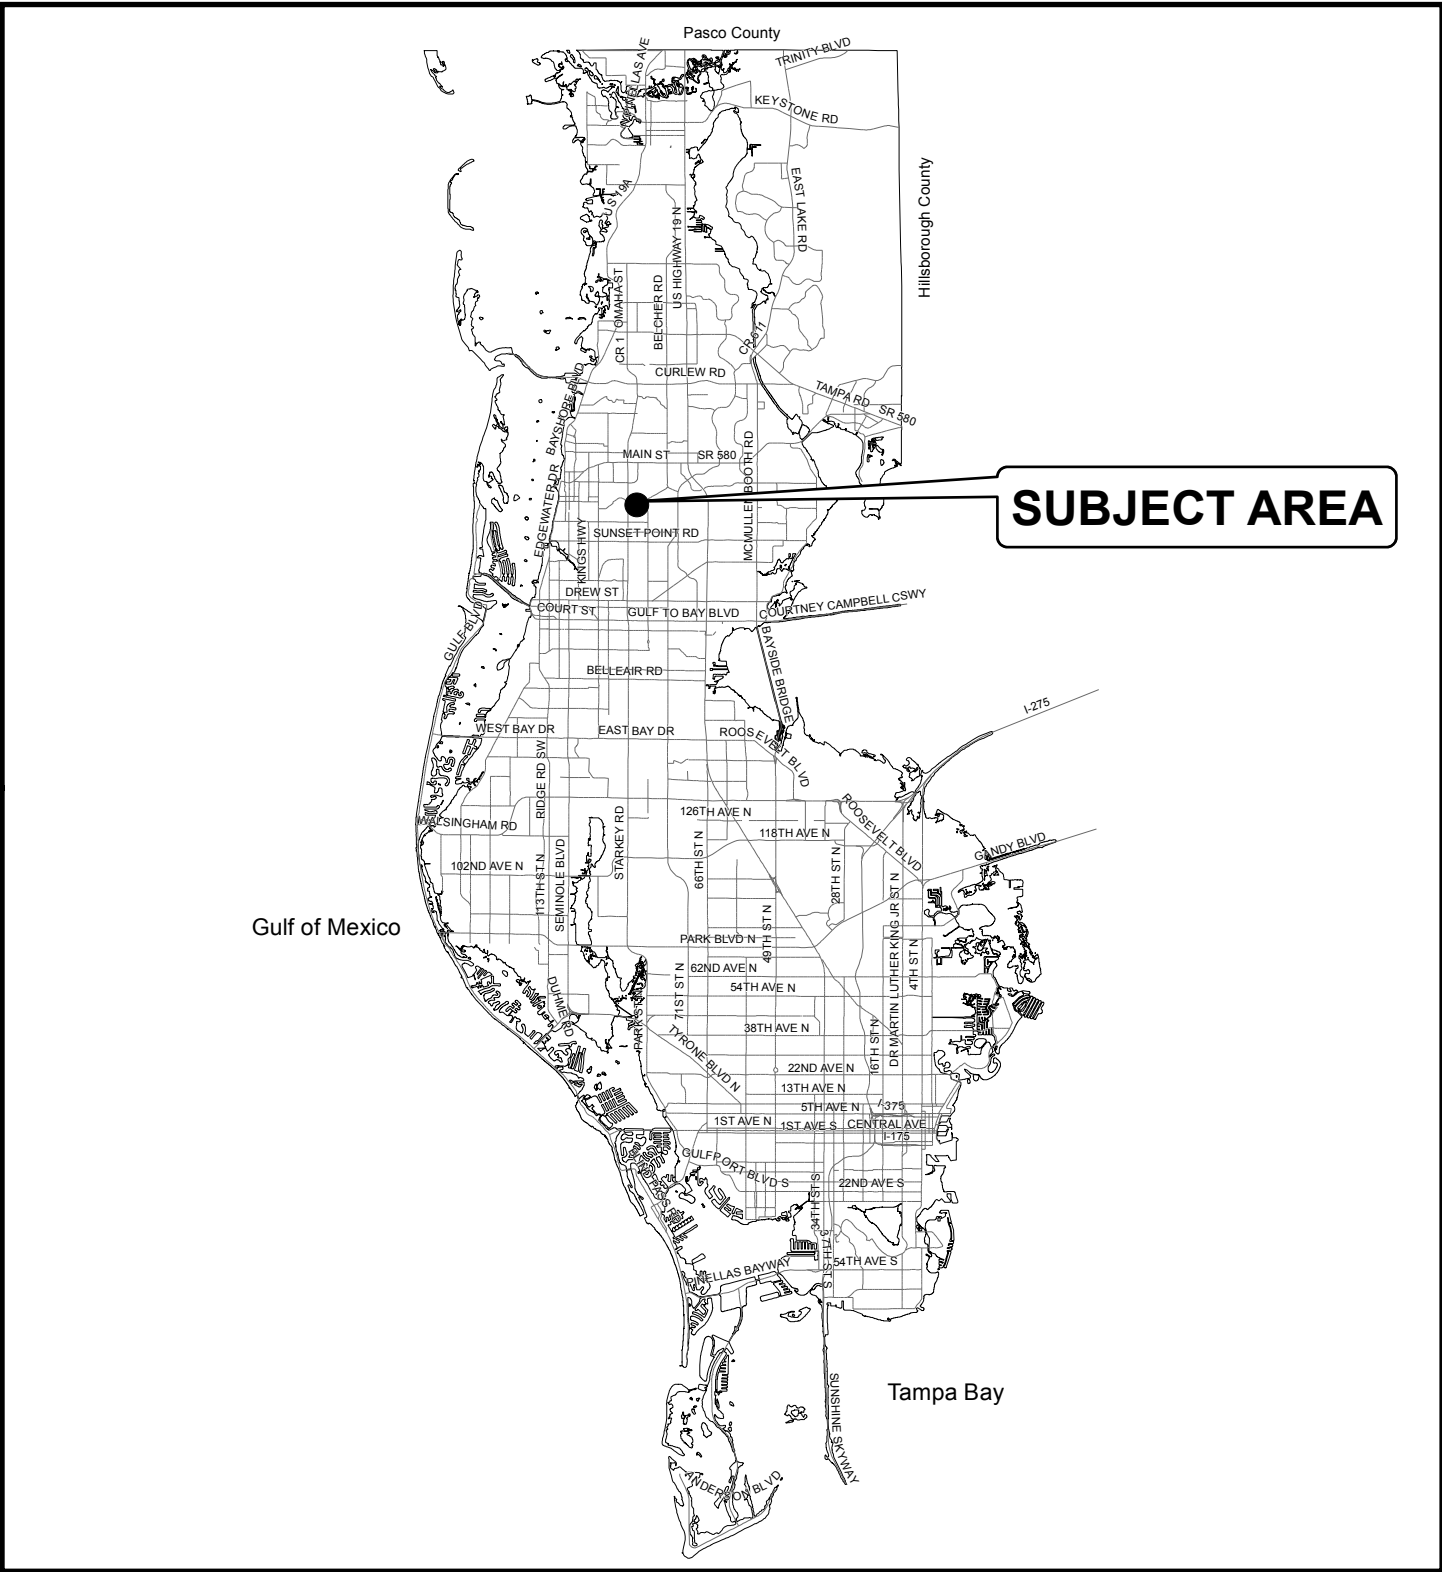 Pasco County
PINELLAS AVE
TRINITY BLVD
KEYSTONE RD
Hillsborough County
EAST LAKE RD
US 19A
US HIGHWAY 19 N
BELCHER RD
OMAHA ST
CR 1
CR 611
CURLEW RD
TAMPA RD
SR 580
BAYSHORE BLVD
MAIN ST
SR 580
MCMULLEN BOOTH RD
EDGEWATER DR
SUBJECT AREA
KINGS HWY
SUNSET POINT RD
DREW ST
COURT ST
GULF TO BAY BLVD
COURTNEY CAMPBELL CSWY
GULF BLVD
BAYSIDE BRIDGE
BELLEAIR RD
I-275
WEST BAY DR
EAST BAY DR
ROOSEVELT BLVD
RIDGE RD SW
WALSINGHAM RD
STARKEY RD
126TH AVE N
118TH AVE N
ROOSEVELT BLVD
GANDY BLVD
102ND AVE N
113TH ST N
SEMINOLE BLVD
66TH ST N
28TH ST N
Gulf of Mexico
PARK BLVD N
49TH ST N
DR MARTIN LUTHER KING JR ST N
4TH ST N
62ND AVE N
71ST ST N
54TH AVE N
DUHME RD
PARK ST N
38TH AVE N
16TH ST N
TYRONE BLVD N
22ND AVE N
13TH AVE N
5TH AVE N
I-375
1ST AVE N
1ST AVE S
CENTRAL AVE
I-175
GULFPORT BLVD S
22ND AVE S
34TH ST S
37TH ST S
54TH AVE S
PINELLAS BAYWAY
Tampa Bay
SUNSHINE SKYWAY
ANDERSON BLVD